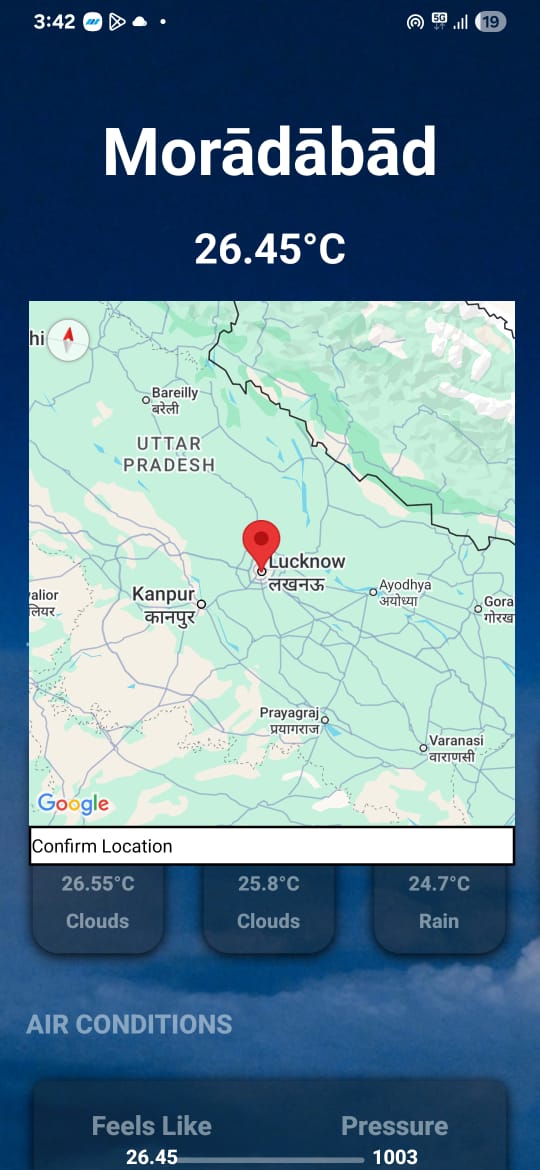 3:42
5G
19
Morādābād
26.45°C
hi
Bareilly
बरेली
UTTAR
PRADESH
Lucknow
लखनऊ
Kanpur
कानपुर
Ayodhya
अयोध्या
Gora
गोरख
valior
लियर
Prayagraj
प्रयागराज
Varanasi
वाराणसी
Google
Confirm Location
26.55°C 25.8°C 24.7°C
Clouds Clouds Rain
AIR CONDITIONS
Feels Like Pressure
26.45 1003